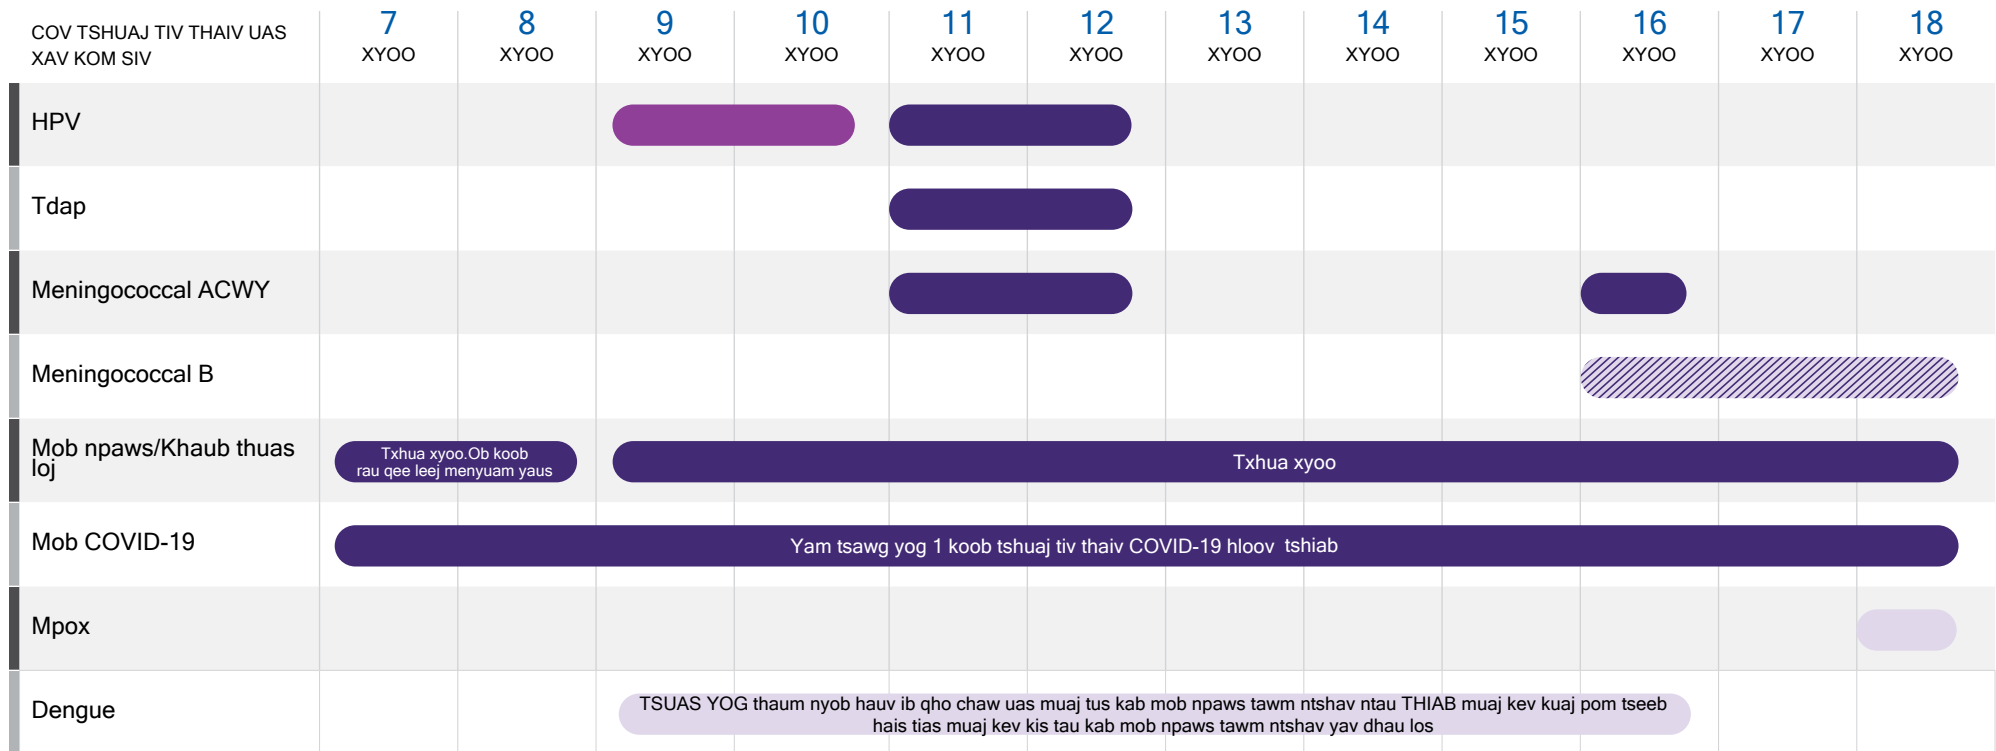 COV TSHUAJ TIV THAIV UAS
XAV KOM SIV
7 8 9 10 11 12 13 14 15 16 17 18
XYOO XYOO XYOO XYOO XYOO XYOO XYOO XYOO XYOO XYOO XYOO XYOO
HPV
Tdap
Meningococcal ACWY
Meningococcal B
Mob npaws/Khaub thuas
loj
Txhua xyoo.Ob koob
rau qee leej menyuam yaus
Txhua xyoo
Mob COVID-19
Yam tsawg yog 1 koob tshuaj tiv thaiv COVID-19 hloov tshiab
Mpox
Dengue
TSUAS YOG thaum nyob hauv ib qho chaw uas muaj tus kab mob npaws tawm ntshav ntau THIAB muaj kev kuaj pom tseeb
hais tias muaj kev kis tau kab mob npaws tawm ntshav yav dhau los